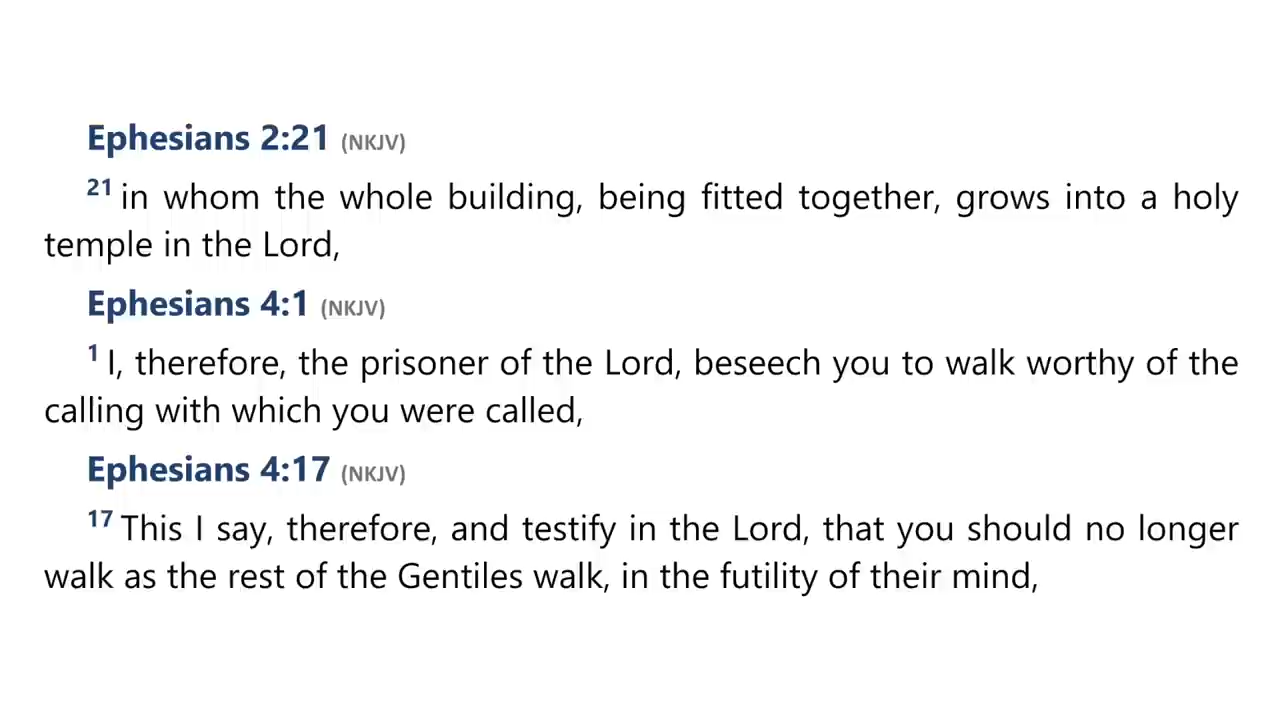 Ephesians 2:21 (NKJV)
21 in whom the whole building, being fitted together, grows into a holy
temple in the Lord,
Ephesians 4:1 (NKJV)
1 I, therefore, the prisoner of the Lord, beseech you to walk worthy of the
calling with which you were called,
Ephesians 4:17 (NKJV)
17 This I say, therefore, and testify in the Lord, that you should no longer
walk as the rest of the Gentiles walk, in the futility of their mind,